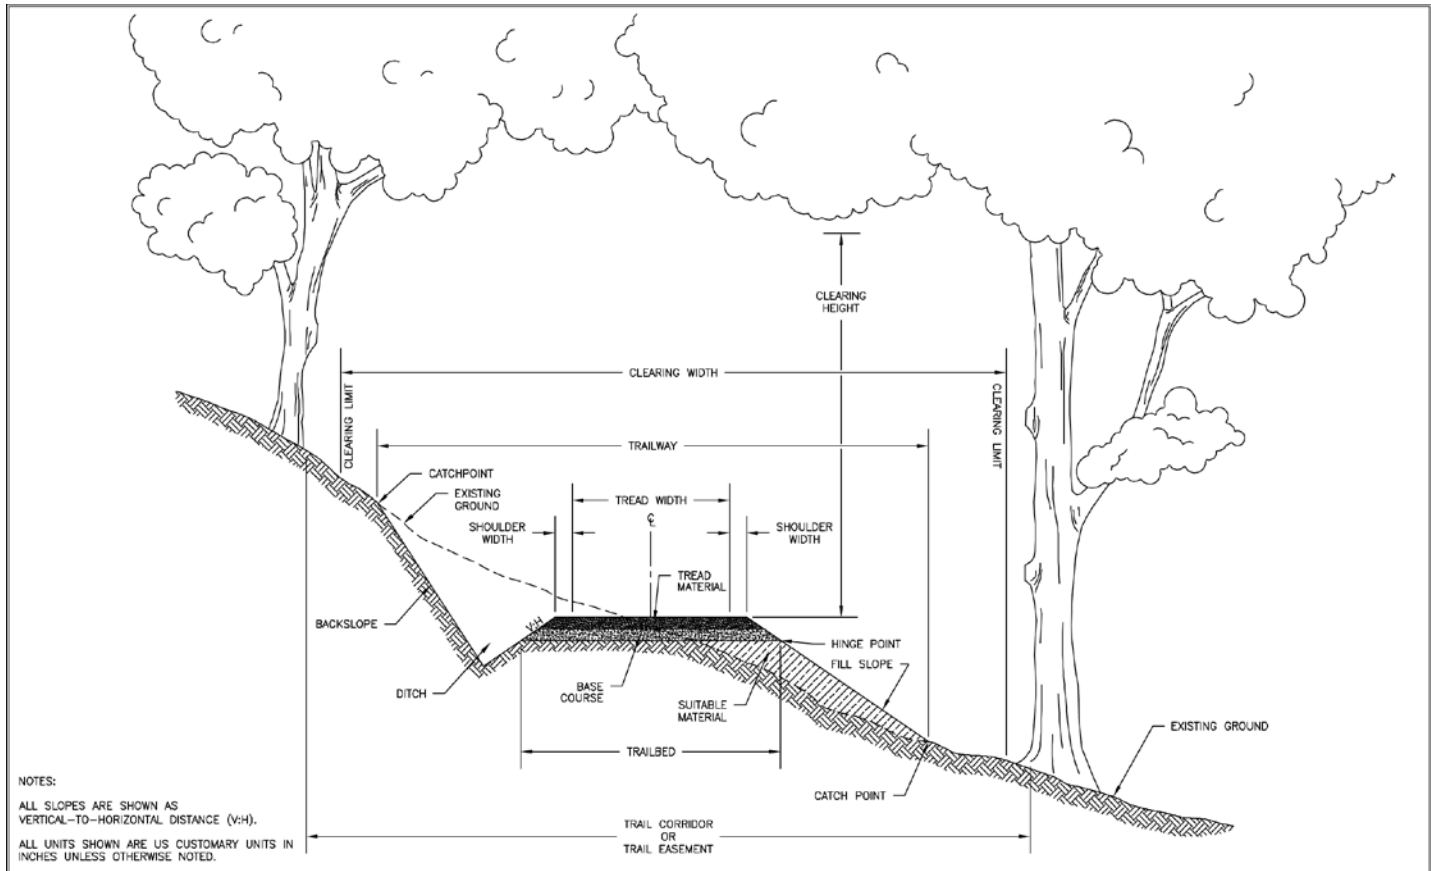 CLEARING
HEIGHT
CLEARING WIDTH
CLEARING LIMIT
CLEARING LIMIT
TRAILWAY
CATCHPOINT
EXISTING
GROUND
TREAD WIDTH
℄
SHOULDER
WIDTH
SHOULDER
WIDTH
TREAD
MATERIAL
BACKSLOPE
V:H
HINGE POINT
FILL SLOPE
DITCH
BASE
COURSE
SUITABLE
MATERIAL
EXISTING GROUND
TRAILBED
CATCH POINT
NOTES:
ALL SLOPES ARE SHOWN AS
VERTICAL-TO-HORIZONTAL DISTANCE (V:H).
ALL UNITS SHOWN ARE US CUSTOMARY UNITS IN
INCHES UNLESS OTHERWISE NOTED.
TRAIL CORRIDOR
OR
TRAIL EASEMENT